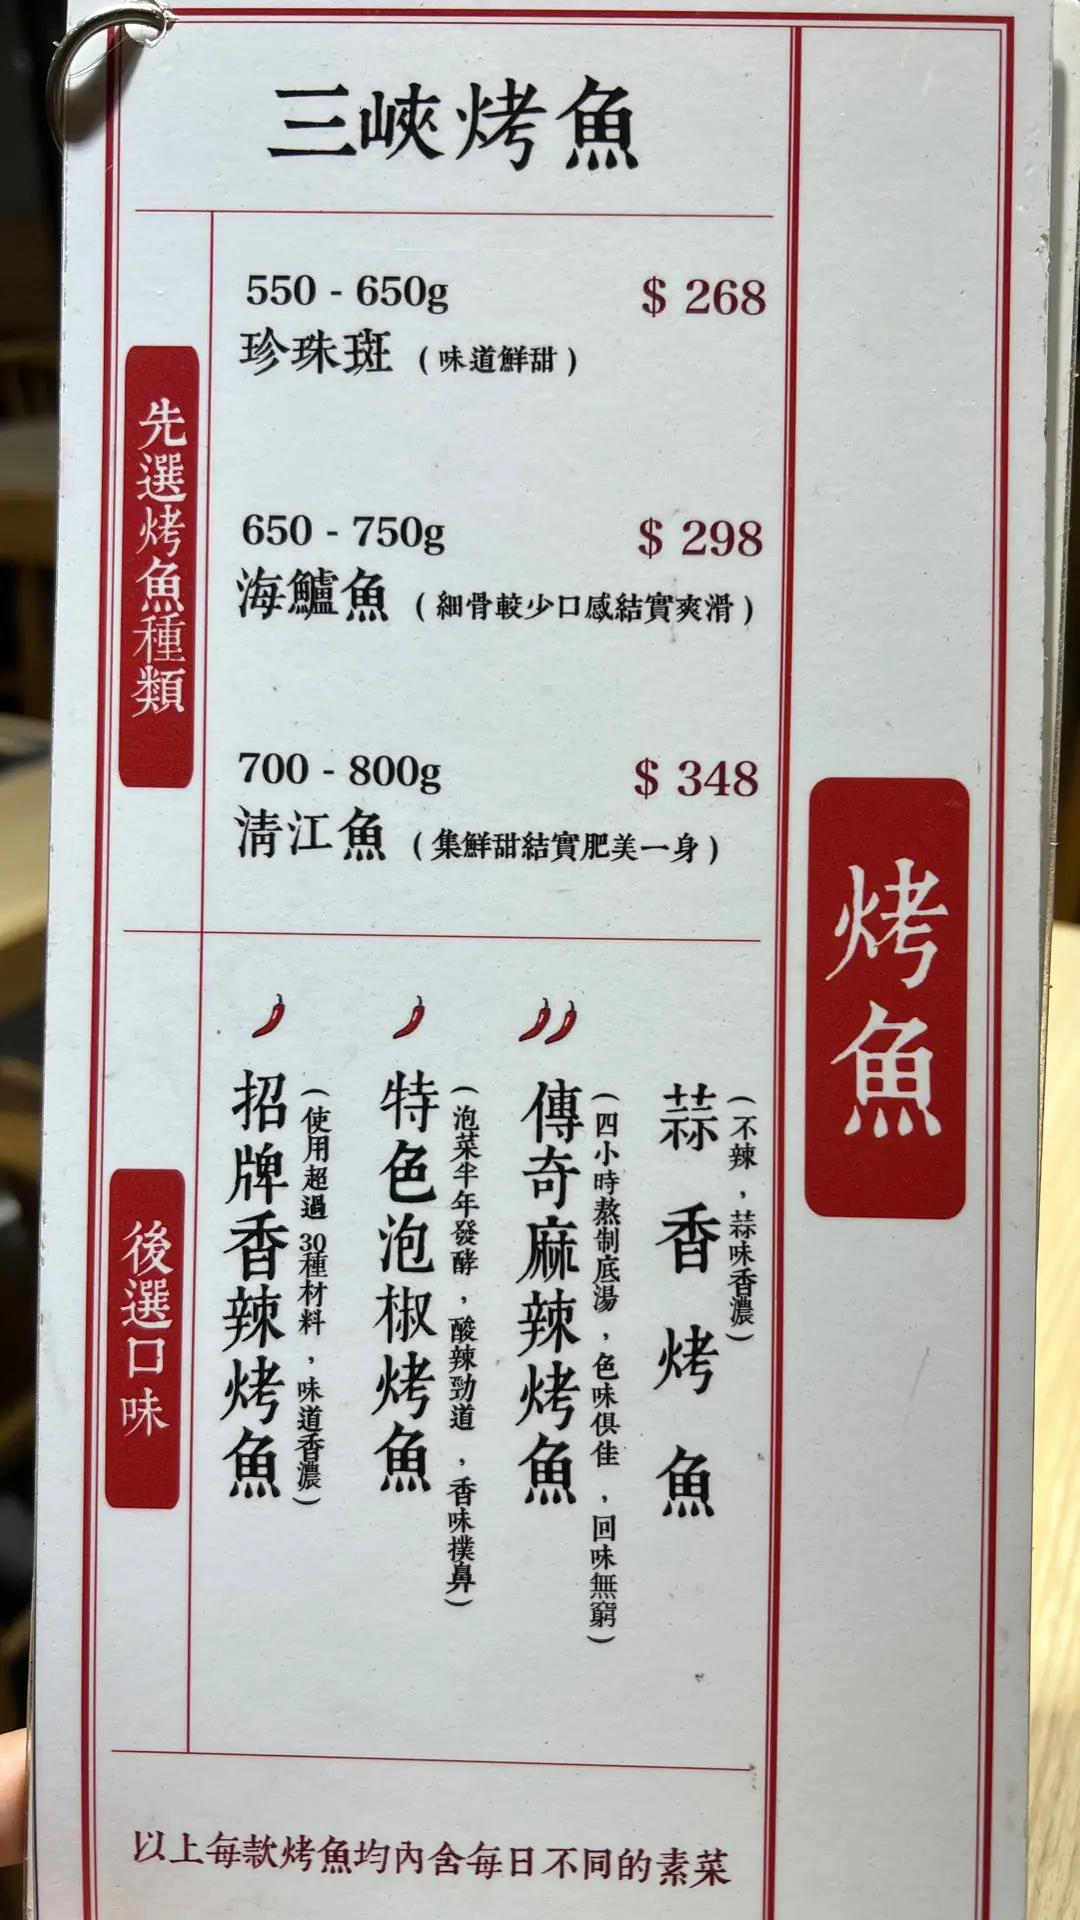 三峽烤魚
先選烤魚種類
550 - 650g $ 268
珍珠斑 (味道鮮甜)
650 - 750g $ 298
海鱸魚 (細骨較少口感結實爽滑)
700 - 800g $ 348
清江魚 (集鮮甜結實肥美一身)
烤魚
後選口味
招牌香辣烤魚
(使用超過30種材料，味道香濃)
特色泡椒烤魚
(泡菜半年發酵，酸辣勁道，香味撲鼻)
傳奇麻辣烤魚
(四小時熬制底湯，色味俱佳，回味無窮)
蒜香烤魚
(不辣，蒜味香濃)
以上每款烤魚均內含每日不同的素菜